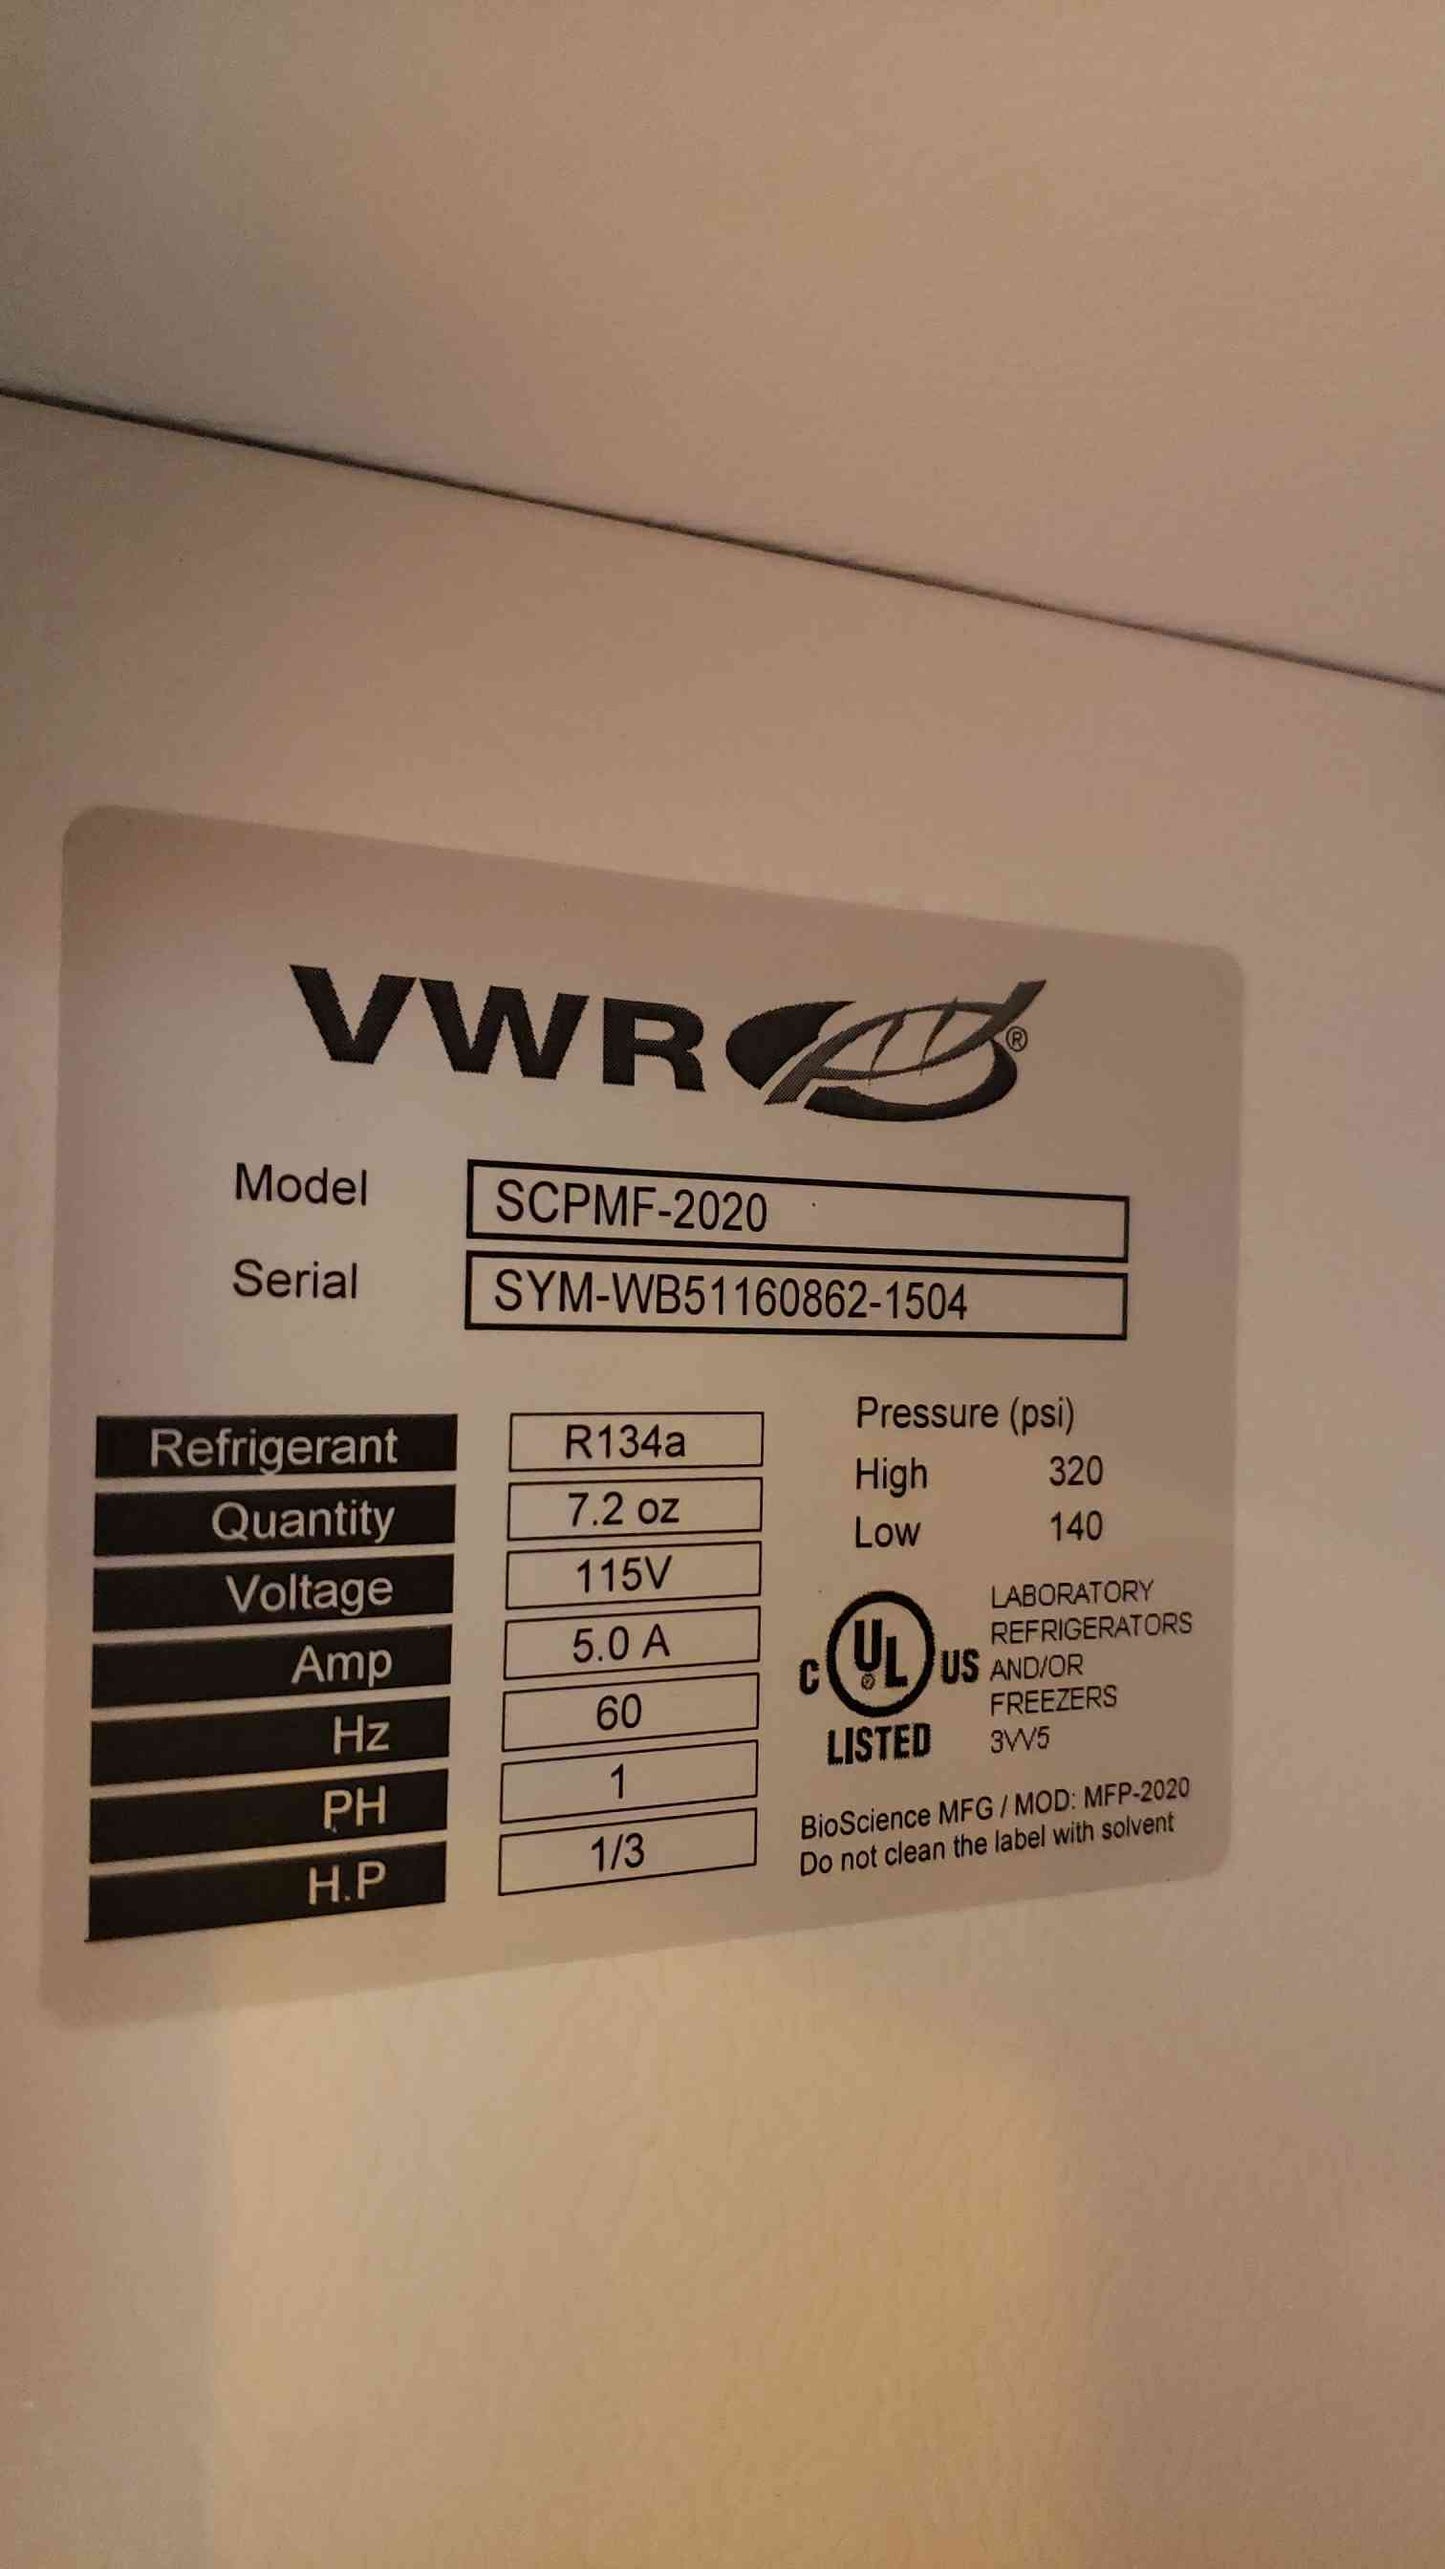 VWR®
Model SCPMF-2020
Serial SYM-WB51160862-1504
Refrigerant R134a
Quantity 7.2 oz
Voltage 115V
Amp 5.0 A
Hz 60
PH 1
H.P 1/3
Pressure (psi)
High 320
Low 140
C UL ® US
LISTED
LABORATORY
REFRIGERATORS
AND/OR
FREEZERS
3VV5
BioScience MFG / MOD: MFP-2020
Do not clean the label with solvent